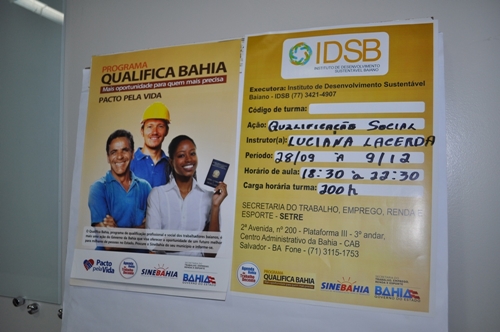 PROGRAMA
QUALIFICA BAHIA
Mais oportunidade para quem mais precisa
PACTO PELA VIDA
Pacto
pela Vida
SINEBAHIA
BAHIA
IDSB
INSTITUTO DE DESENVOLVIMENTO
SUSTENTÁVEL BAIANO
Executora: Instituto de Desenvolvimento Sustentável
Baiano - IDSB (77) 3421-4907
Código de turma:
Ação: QUALIFICAÇÃO SOCIAL
Instrutor(a): LUCIANA LACERDA
Período: 28/09 A 9/12
Horário de aula: 18:30 às 22:30
Carga horária turma: 200h
SECRETARIA DO TRABALHO, EMPREGO, RENDA E
ESPORTE - SETRE
2ª Avenida, nº 200 - Plataforma III - 3º andar,
Centro Administrativo da Bahia - CAB
Salvador - BA Fone - (71) 3115-1753
PROGRAMA
QUALIFICA BAHIA
SINEBAHIA
BAHIA